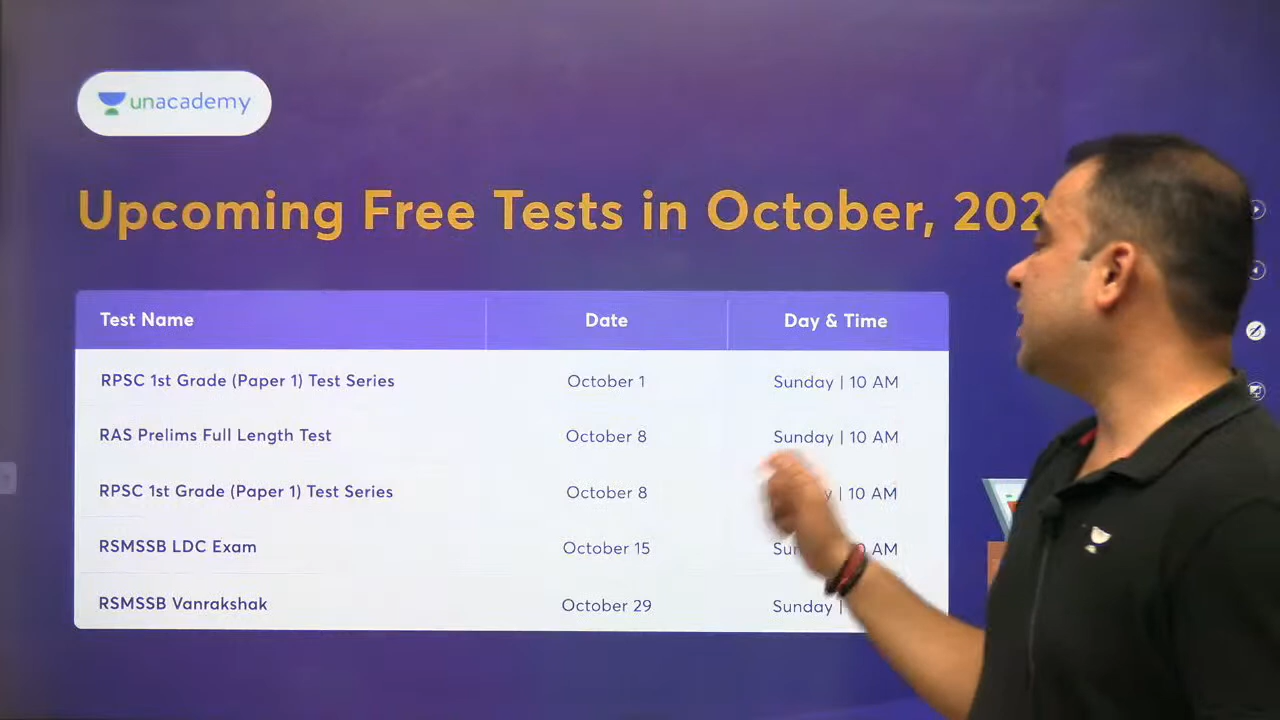 unacademy
Upcoming Free Tests in October, 202
Test Name Date Day & Time
RPSC 1st Grade (Paper 1) Test Series October 1 Sunday | 10 AM
RAS Prelims Full Length Test October 8 Sunday | 10 AM
RPSC 1st Grade (Paper 1) Test Series October 8 | 10 AM
RSMSSB LDC Exam October 15 AM
RSMSSB Vanrakshak October 29 Sunday |